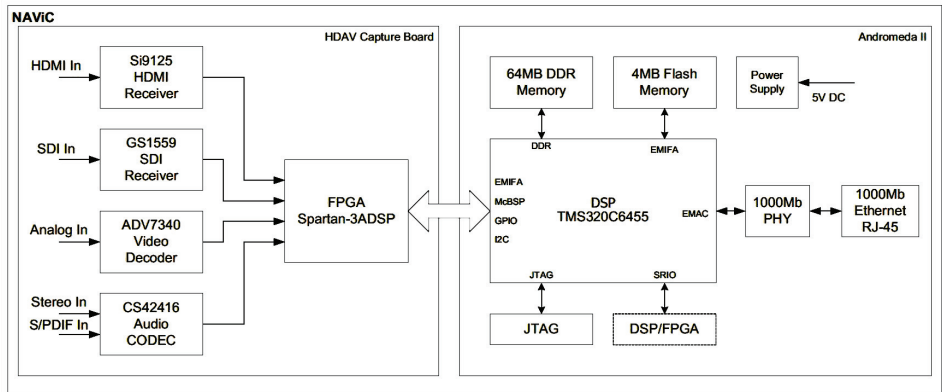 NAViC
HDAV Capture Board
HDMI In
Si9125
HDMI
Receiver
SDI In
GS1559
SDI
Receiver
Analog In
ADV7340
Video
Decoder
Stereo In
S/PDIF In
CS42416
Audio
CODEC
FPGA
Spartan-3ADSP
Andromeda II
64MB DDR
Memory
4MB Flash
Memory
Power
Supply
5V DC
DDR
EMIFA
EMIFA
McBSP
GPIO
I2C
DSP
TMS320C6455
EMAC
JTAG
SRIO
1000Mb
PHY
1000Mb
Ethernet
RJ-45
JTAG
DSP/FPGA